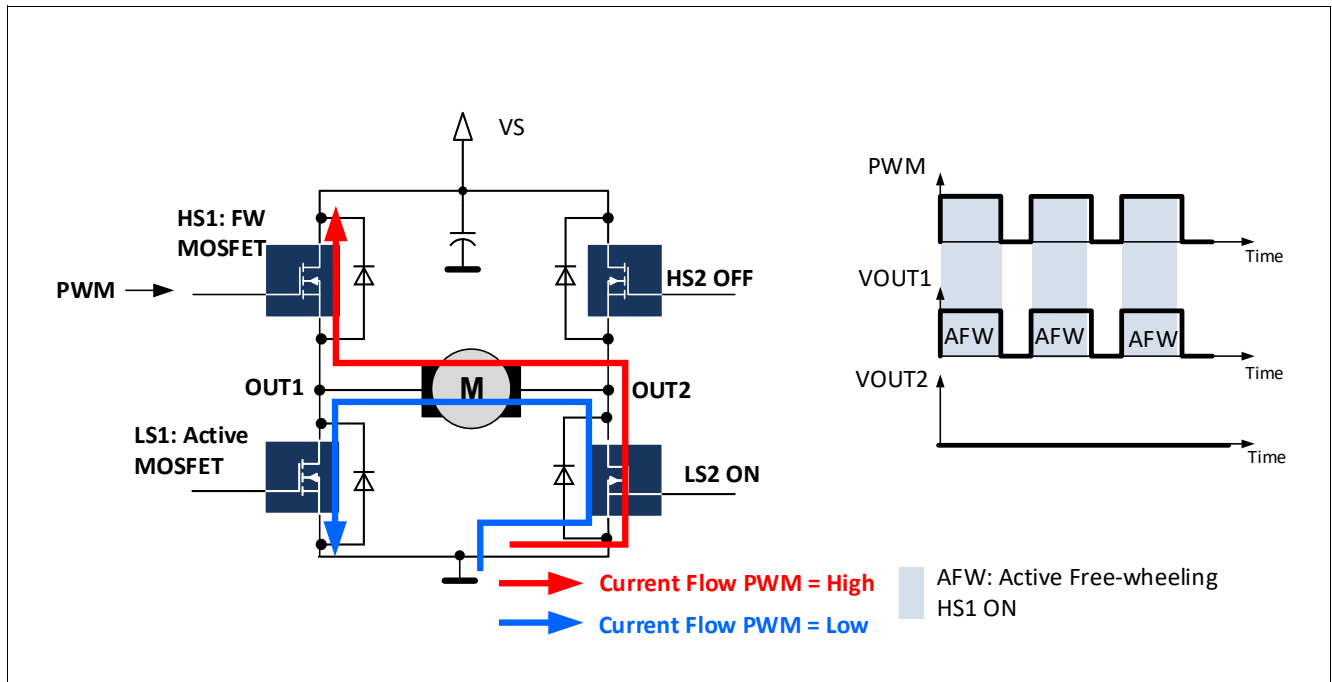 VS
HS1: FW
MOSFET
PWM
HS2 OFF
OUT1
M
OUT2
LS1: Active
MOSFET
LS2 ON
Current Flow PWM = High
Current Flow PWM = Low
PWM
Time
VOUT1
AFW
AFW
AFW
Time
VOUT2
Time
AFW: Active Free-wheeling
HS1 ON